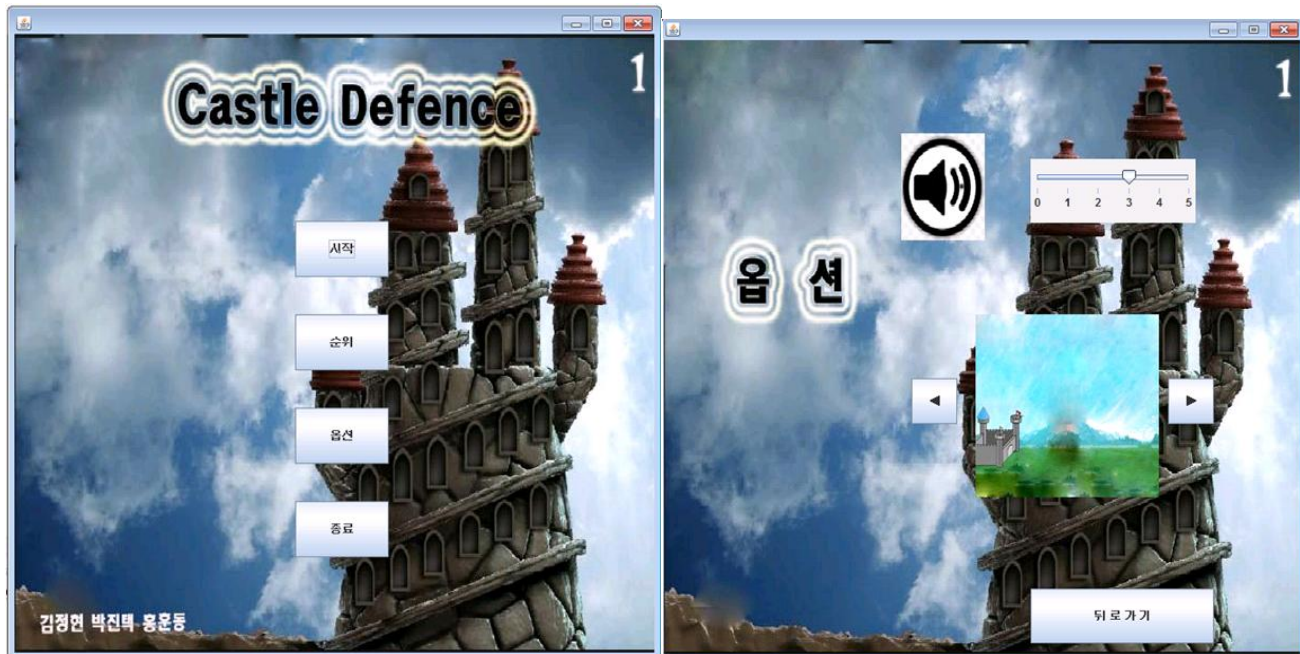 Castle Defence
1
시작
순위
옵션
종료
김정현 박진택 홍훈동
1
0 1 2 3 4 5
옵 션
◄ ►
뒤로가기